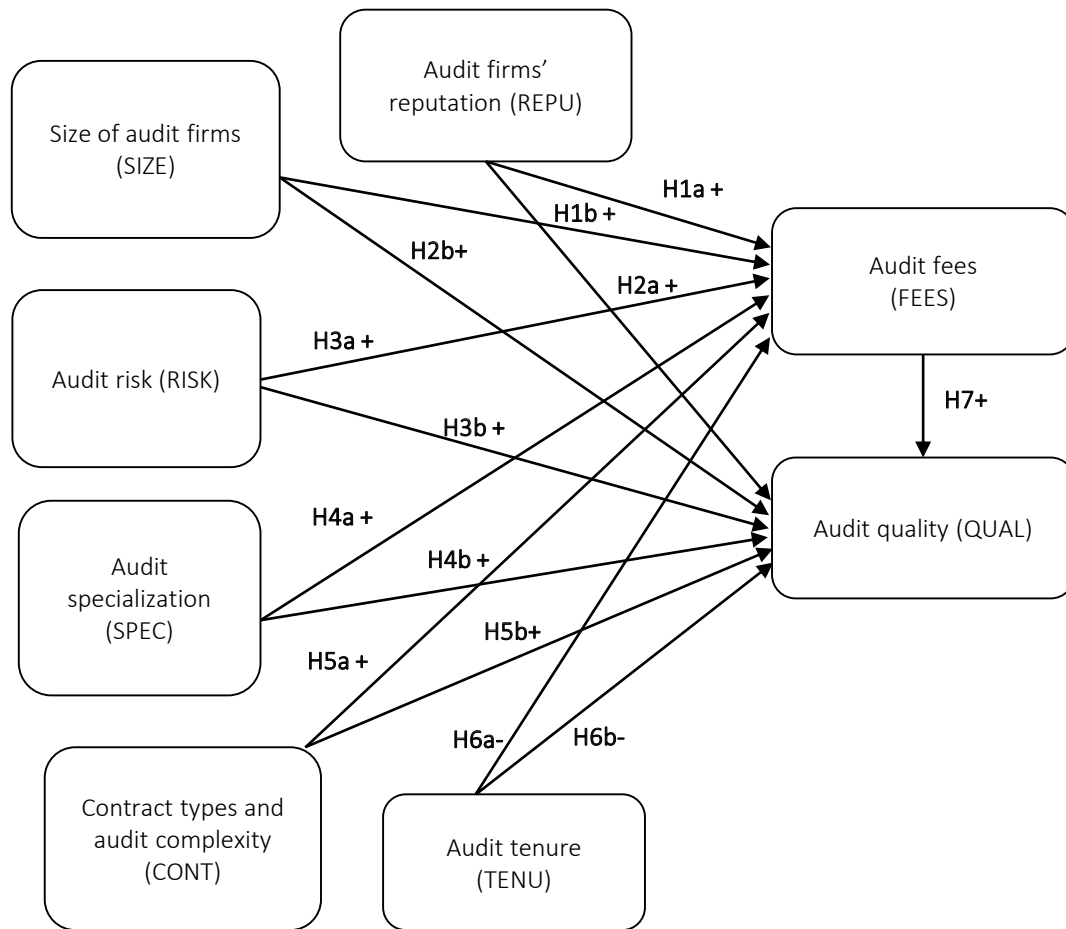 Audit firms’
reputation (REPU)
Size of audit firms
(SIZE)
H1a +
H1b +
H2b+
Audit fees
(FEES)
H2a +
H3a +
Audit risk (RISK)
H7+
H3b +
H4a +
Audit quality (QUAL)
H4b +
Audit
specialization
(SPEC)
H5b+
H5a +
H6a-
H6b-
Contract types and
audit complexity
(CONT)
Audit tenure
(TENU)